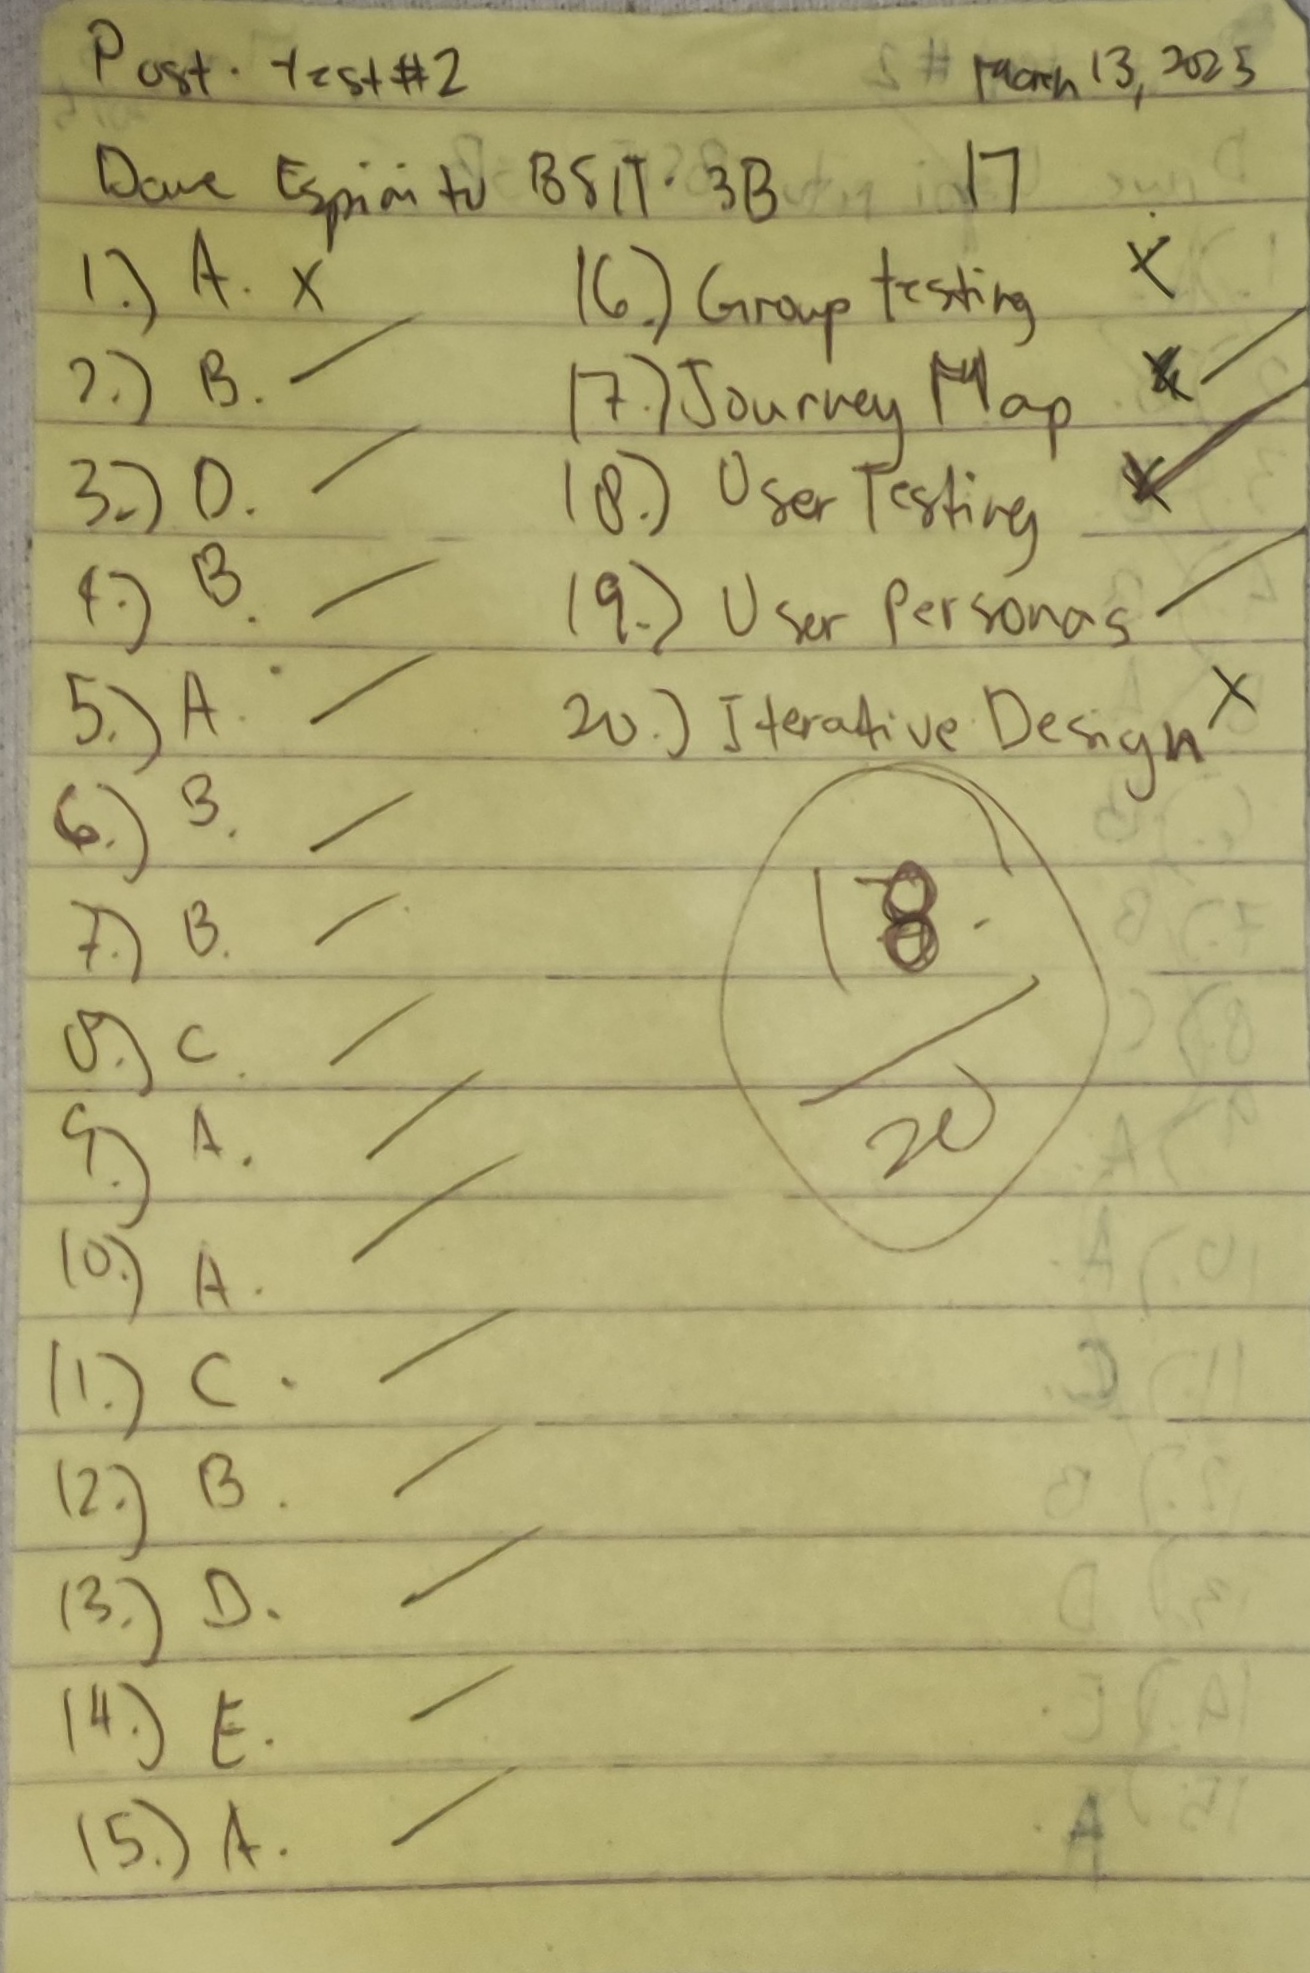 Post-test #2 March 13, 2025
Dave Espiritu BSIT-3B 17
1.) A. x
2.) B.
3.) D.
4.) B.
5.) A.
6.) B.
7.) B.
8.) C.
9.) A.
10.) A.
11.) C.
12.) B.
13.) D.
14.) E.
15.) A.
16.) Group testing x
17.) Journey Map
18.) User Testing
19.) User Personas
20.) Iterative Design x
18
20